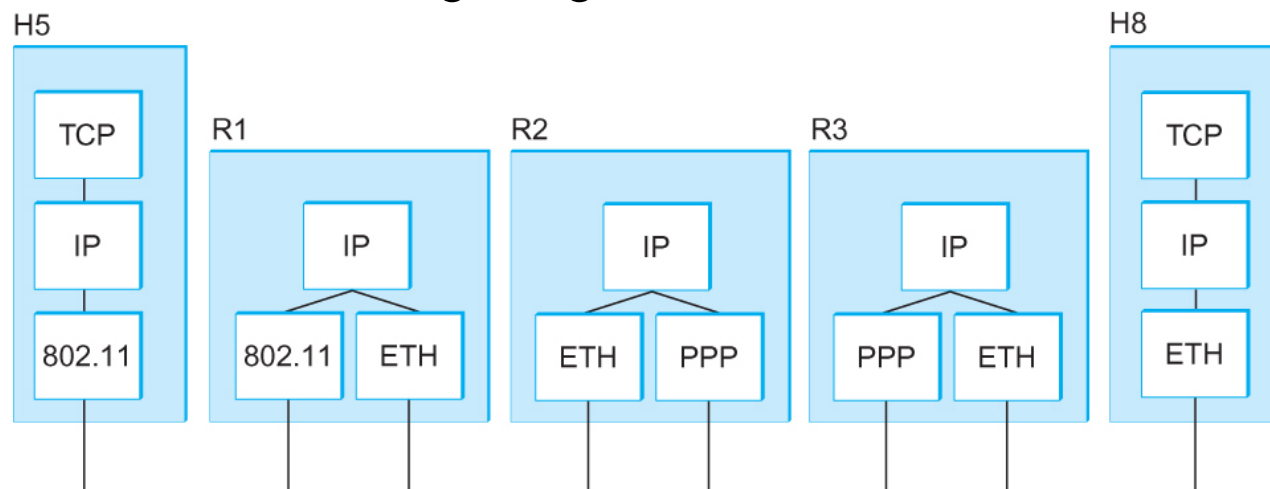 H5
TCP
IP
802.11
R1
IP
802.11 ETH
R2
IP
ETH PPP
R3
IP
PPP ETH
H8
TCP
IP
ETH